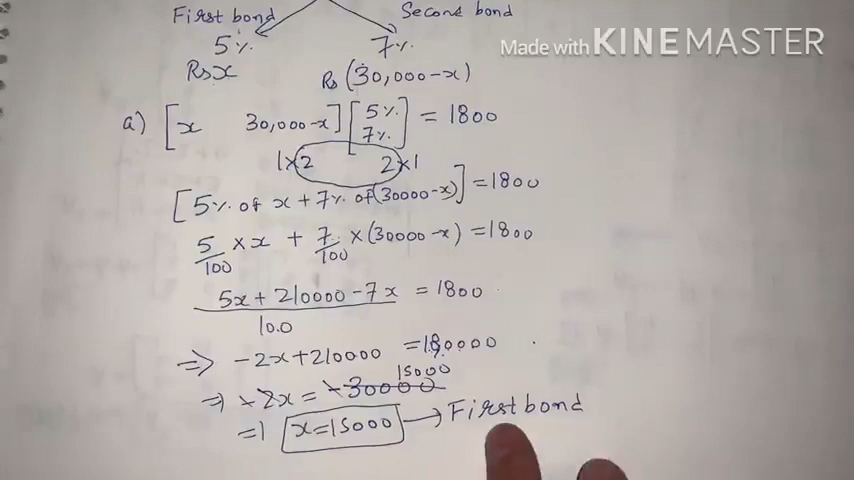 First bond Second bond
Made with KINEMASTER
5% 7%
Rs x Rs (30,000-x)
a) [x 30,000-x] [5% 7%] = 1800
1×2 2×1
[5% of x + 7% of (30000-x)] = 1800
5/100 × x + 7/100 × (30000-x) = 1800
5x + 210000 - 7x / 100 = 1800
⇒ -2x + 210000 = 180000
15000
⇒ -2x = -30000
⇒ x = 15000 → First bond